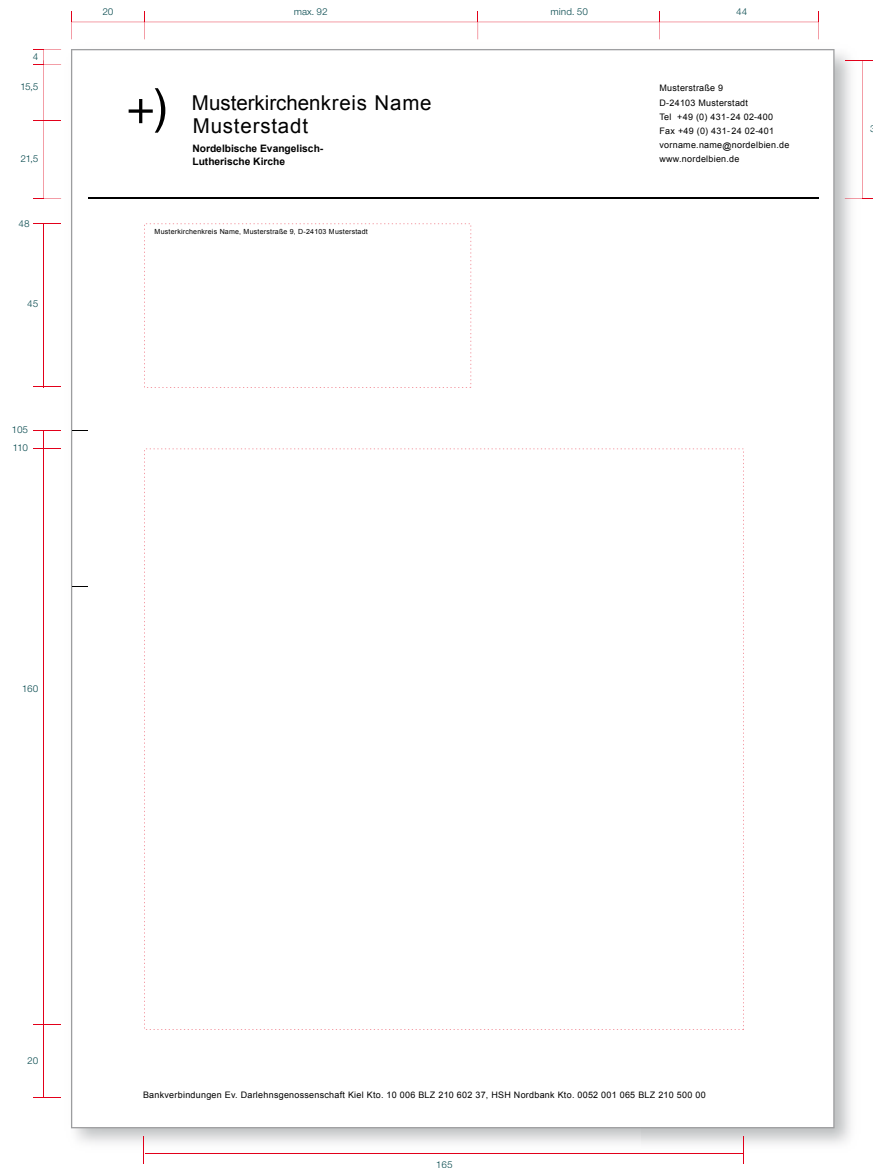 20 max. 92 mind. 50 44
4
15,5
21,5
+)
Musterkirchenkreis Name
Musterstadt
Nordelbische Evangelisch-
Lutherische Kirche
Musterstraße 9
D-24103 Musterstadt
Tel +49 (0) 431-24 02-400
Fax +49 (0) 431-24 02-401
vorname.name@nordelbien.de
www.nordelbien.de
48
Musterkirchenkreis Name, Musterstraße 9, D-24103 Musterstadt
45
105
110
160
20
Bankverbindungen Ev. Darlehnsgenossenschaft Kiel Kto. 10 006 BLZ 210 602 37, HSH Nordbank Kto. 0052 001 065 BLZ 210 500 00
165